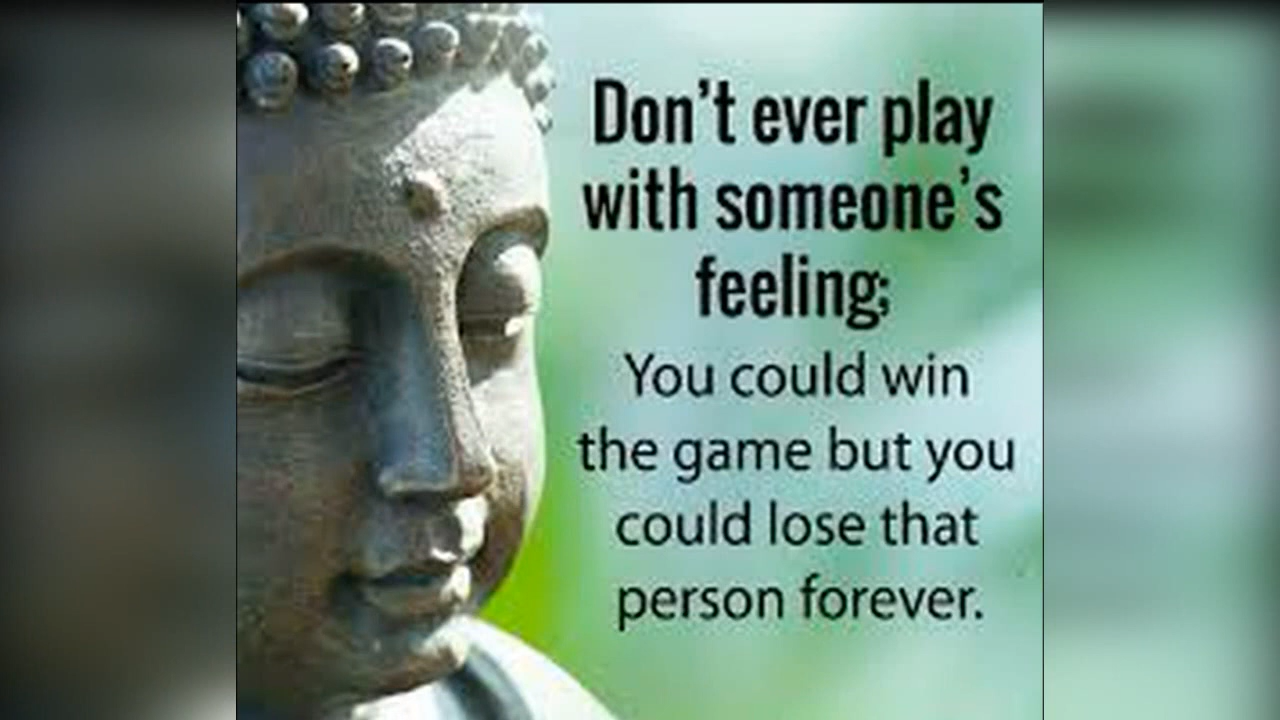 Don't ever play
with someone's
feeling;
You could win
the game but you
could lose that
person forever.